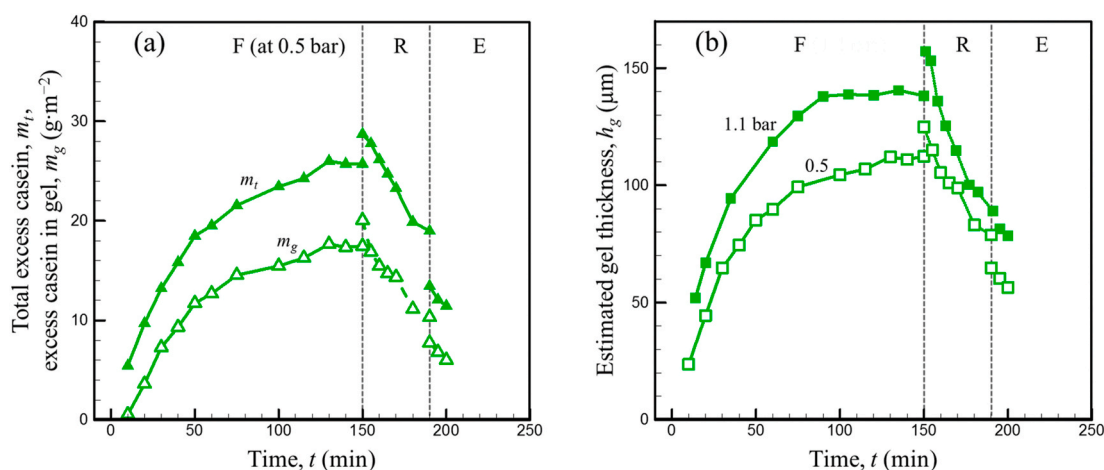 (a)
F (at 0.5 bar)
R
E
Total excess casein, mₜ,
excess casein in gel, m_g (g·m⁻²)
40
30
20
10
0
mₜ
m_g
0
50
100
150
200
250
Time, t (min)
(b)
F
R
E
Estimated gel thickness, h_g (μm)
150
100
50
0
1.1 bar
0.5
0
50
100
150
200
250
Time, t (min)